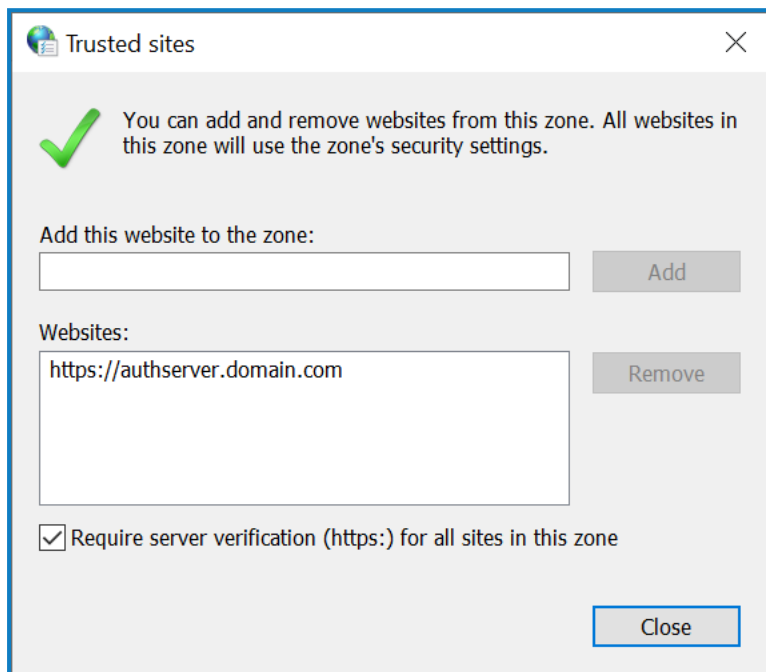 Trusted sites
You can add and remove websites from this zone. All websites in
this zone will use the zone's security settings.
Add this website to the zone:
Add
Websites:
https://authserver.domain.com
Remove
Require server verification (https:) for all sites in this zone
Close